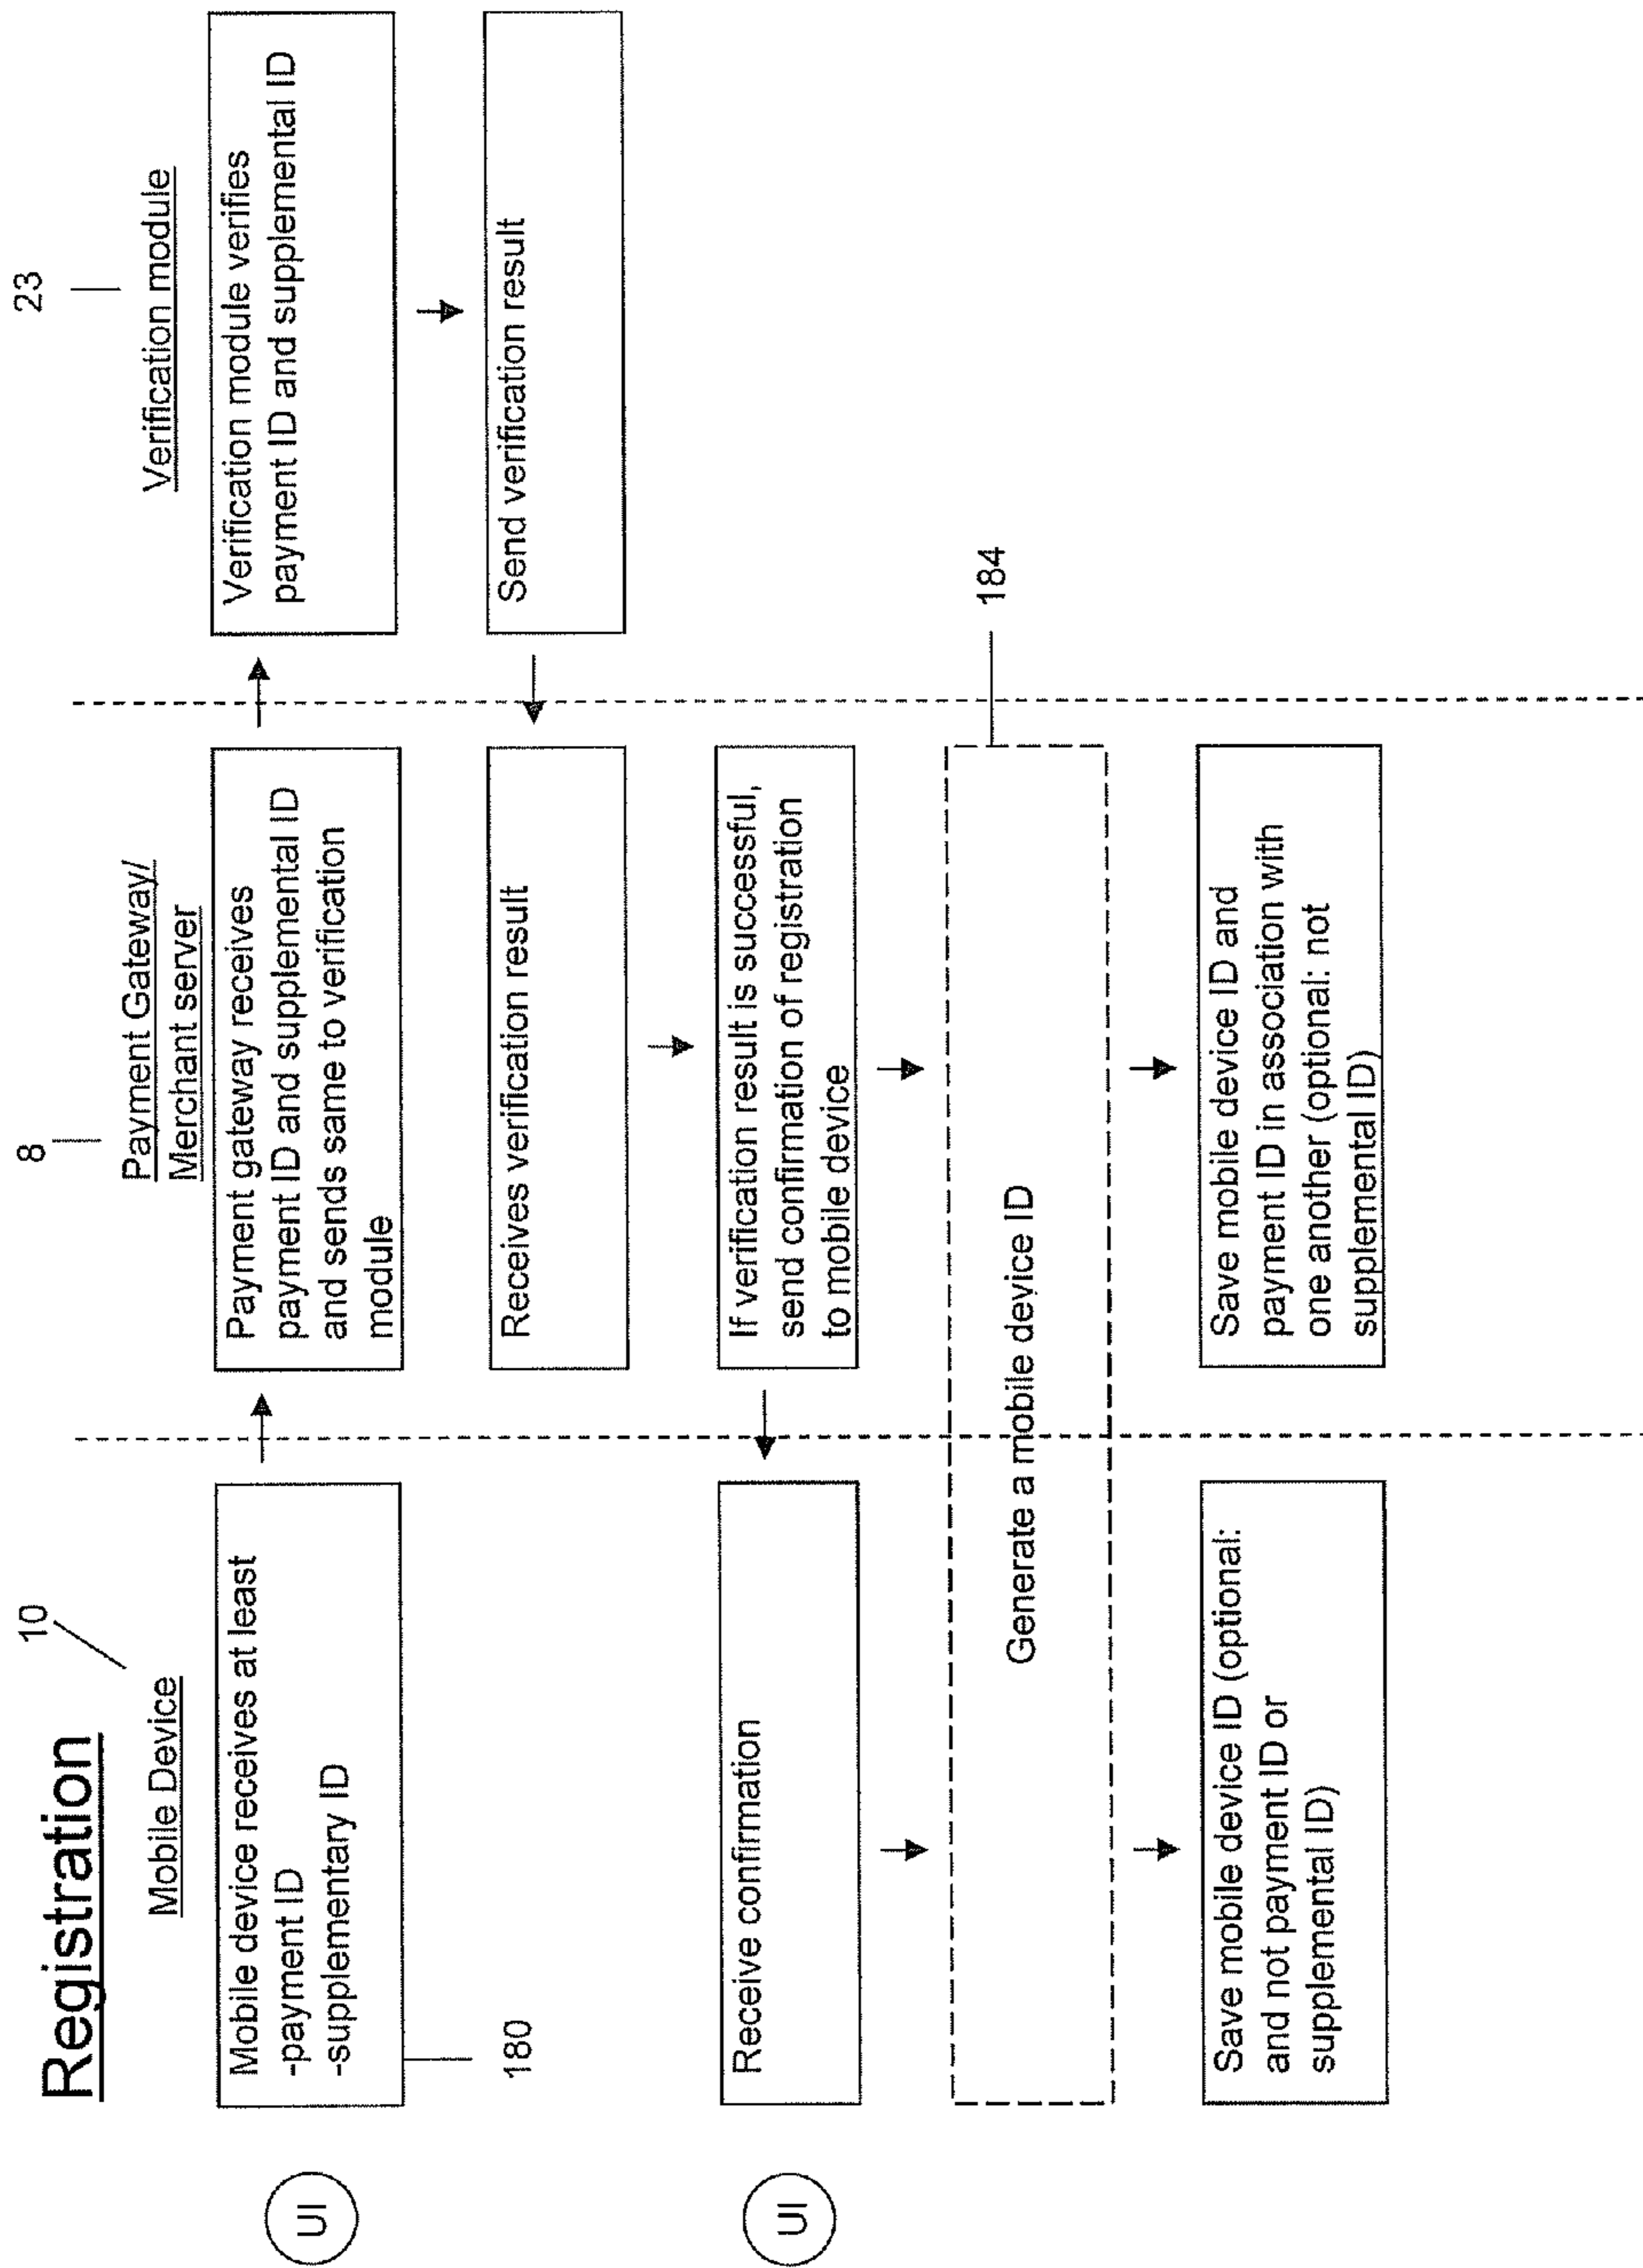 Registration
10
8
23
Mobile Device
Payment Gateway/
Merchant server
Verification module
UI
Mobile device receives at least
-payment ID
-supplementary ID
180
Payment gateway receives
payment ID and supplemental ID
and sends same to verification
module
Verification module verifies
payment ID and supplemental ID
Receives verification result
Send verification result
UI
Receive confirmation
If verification result is successful,
send confirmation of registration
to mobile device
184
Generate a mobile device ID
Save mobile device ID (optional:
and not payment ID or
supplemental ID)
Save mobile device ID and
payment ID in association with
one another (optional: not
supplemental ID)